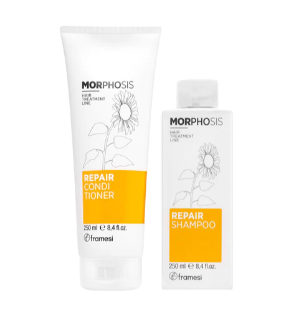 MORPHOSIS
HAIR
TREATMENT
LINE
REPAIR
CONDI
TIONER
250 ml e 8,4 fl.oz.
framesi
MORPHOSIS
HAIR
TREATMENT
LINE
REPAIR
SHAMPOO
250 ml e 8,4 fl.oz.
framesi